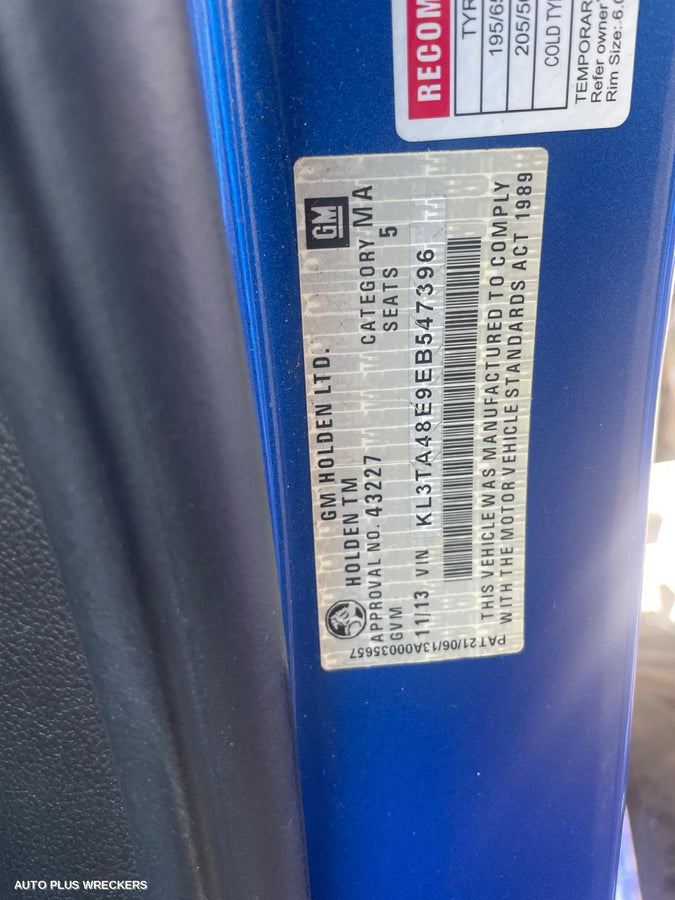 RECOM
TYR
195/65
205/5
COLD TY
TEMPORAR
Refer owner'
Rim Size:
GM
GM HOLDEN LTD.
HOLDEN TM
CATEGORY MA
APPROVAL NO. 43227
SEATS 5
GVM
11/13 VIN KL3TA48E9EB547396
THIS VEHICLE WAS MANUFACTURED TO COMPLY
WITH THE MOTOR VEHICLE STANDARDS ACT 1989
PAT21/06/13A00035657
AUTO PLUS WRECKERS